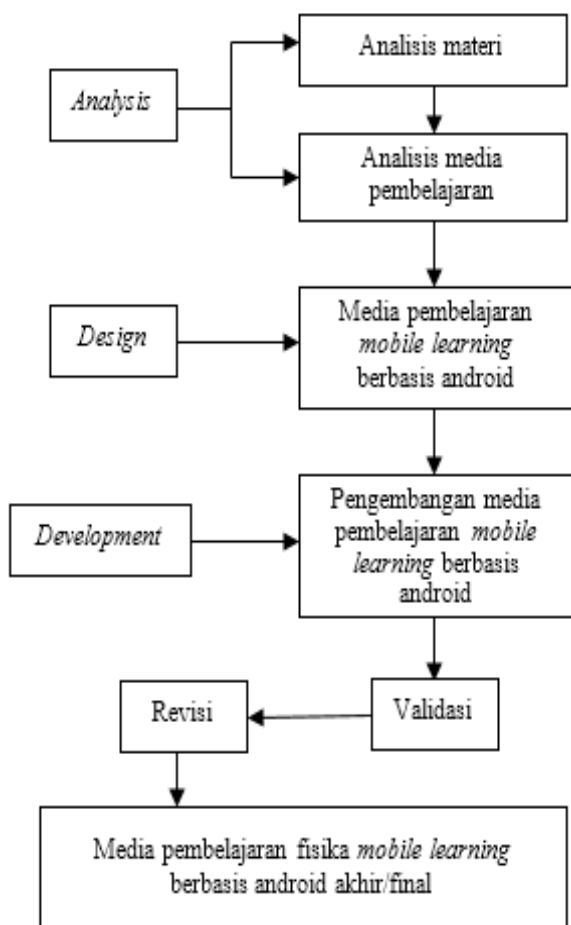 Analisis materi
Analysis
Analisis media
pembelajaran
Design
Media pembelajaran
mobile learning
berbasis android
Development
Pengembangan media
pembelajaran mobile
learning berbasis
android
Revisi
Validasi
Media pembelajaran fisika mobile learning
berbasis android akhir/final